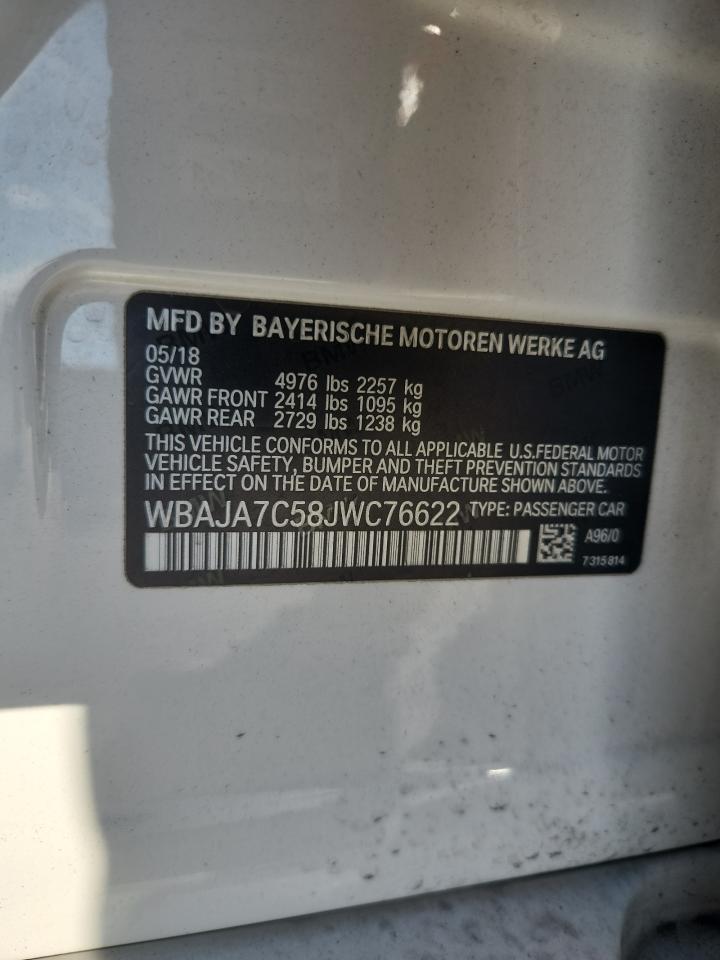 MFD BY BAYERISCHE MOTOREN WERKE AG
05/18
GVWR 4976 lbs 2257 kg
GAWR FRONT 2414 lbs 1095 kg
GAWR REAR 2729 lbs 1238 kg
THIS VEHICLE CONFORMS TO ALL APPLICABLE U.S.FEDERAL MOTOR
VEHICLE SAFETY, BUMPER AND THEFT PREVENTION STANDARDS
IN EFFECT ON THE DATE OF MANUFACTURE SHOWN ABOVE.
WBAJA7C58JWC76622 TYPE: PASSENGER CAR
A96/0
7315814